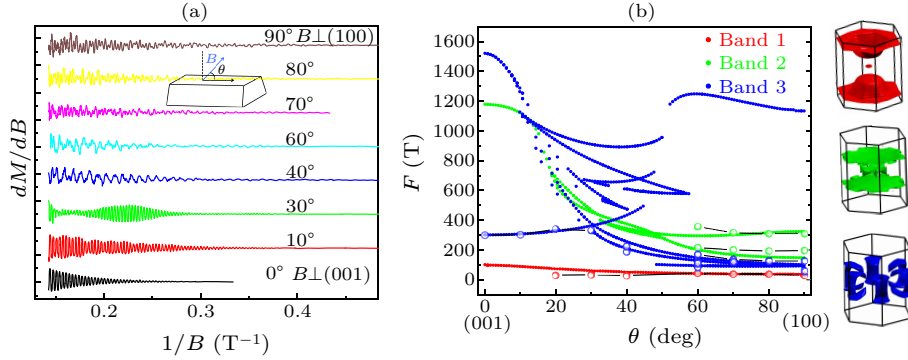 (a)
dM/dB
90° B⊥(100)
80°
70°
60°
40°
30°
10°
0° B⊥(001)
B
θ
0.2
0.3
0.4
1/B (T⁻¹)
(b)
F (T)
1600
1400
1200
1000
800
600
400
200
0
Band 1
Band 2
Band 3
0
20
40
60
80
(001)
θ (deg)
(100)